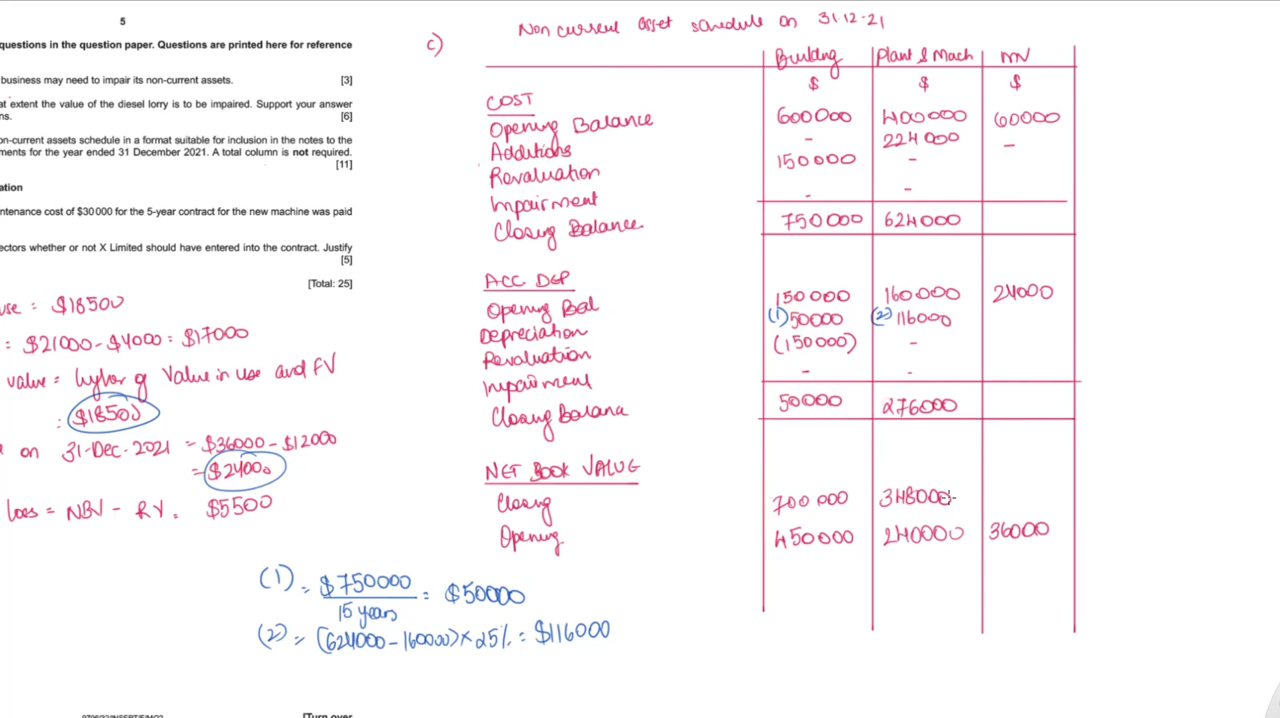 5
questions in the question paper. Questions are printed here for reference
business may need to impair its non-current assets. [3]
at extent the value of the diesel lorry is to be impaired. Support your answer
ns. [6]
n-current assets schedule in a format suitable for inclusion in the notes to the
ments for the year ended 31 December 2021. A total column is not required.
[11]
ation
ntenance cost of $30 000 for the 5-year contract for the new machine was paid
ectors whether or not X Limited should have entered into the contract. Justify
[5]
[Total: 25]
use = $18500
= $21000 - $4000 = $17000
value = higher of Value in use and FV
: $18500
on 31-Dec-2021 = $36000 - $12000
= $24000
loss = NBV - RV = $5500
c) Non current asset schedule on 31 12-21
Building Plant & Mach MV
$ $ $
COST
Opening Balance 600000 400000 60000
Additions - 224000 -
Revaluation 150000 -
Impairment - -
Closing Balance 750000 624000
ACC DEP
Opening Bal 150000 160000 24000
Depreciation (1) 50000 (2) 116000
Revaluation (150000) -
Impairment - -
Closing Balance 50000 276000
NET BOOK VALUE
Closing 700 000 348000
Opening 450000 240000 36000
(1) = $750000 / 15 years = $50000
(2) = (624000 - 160000) × 25% = $116000
[Turn over